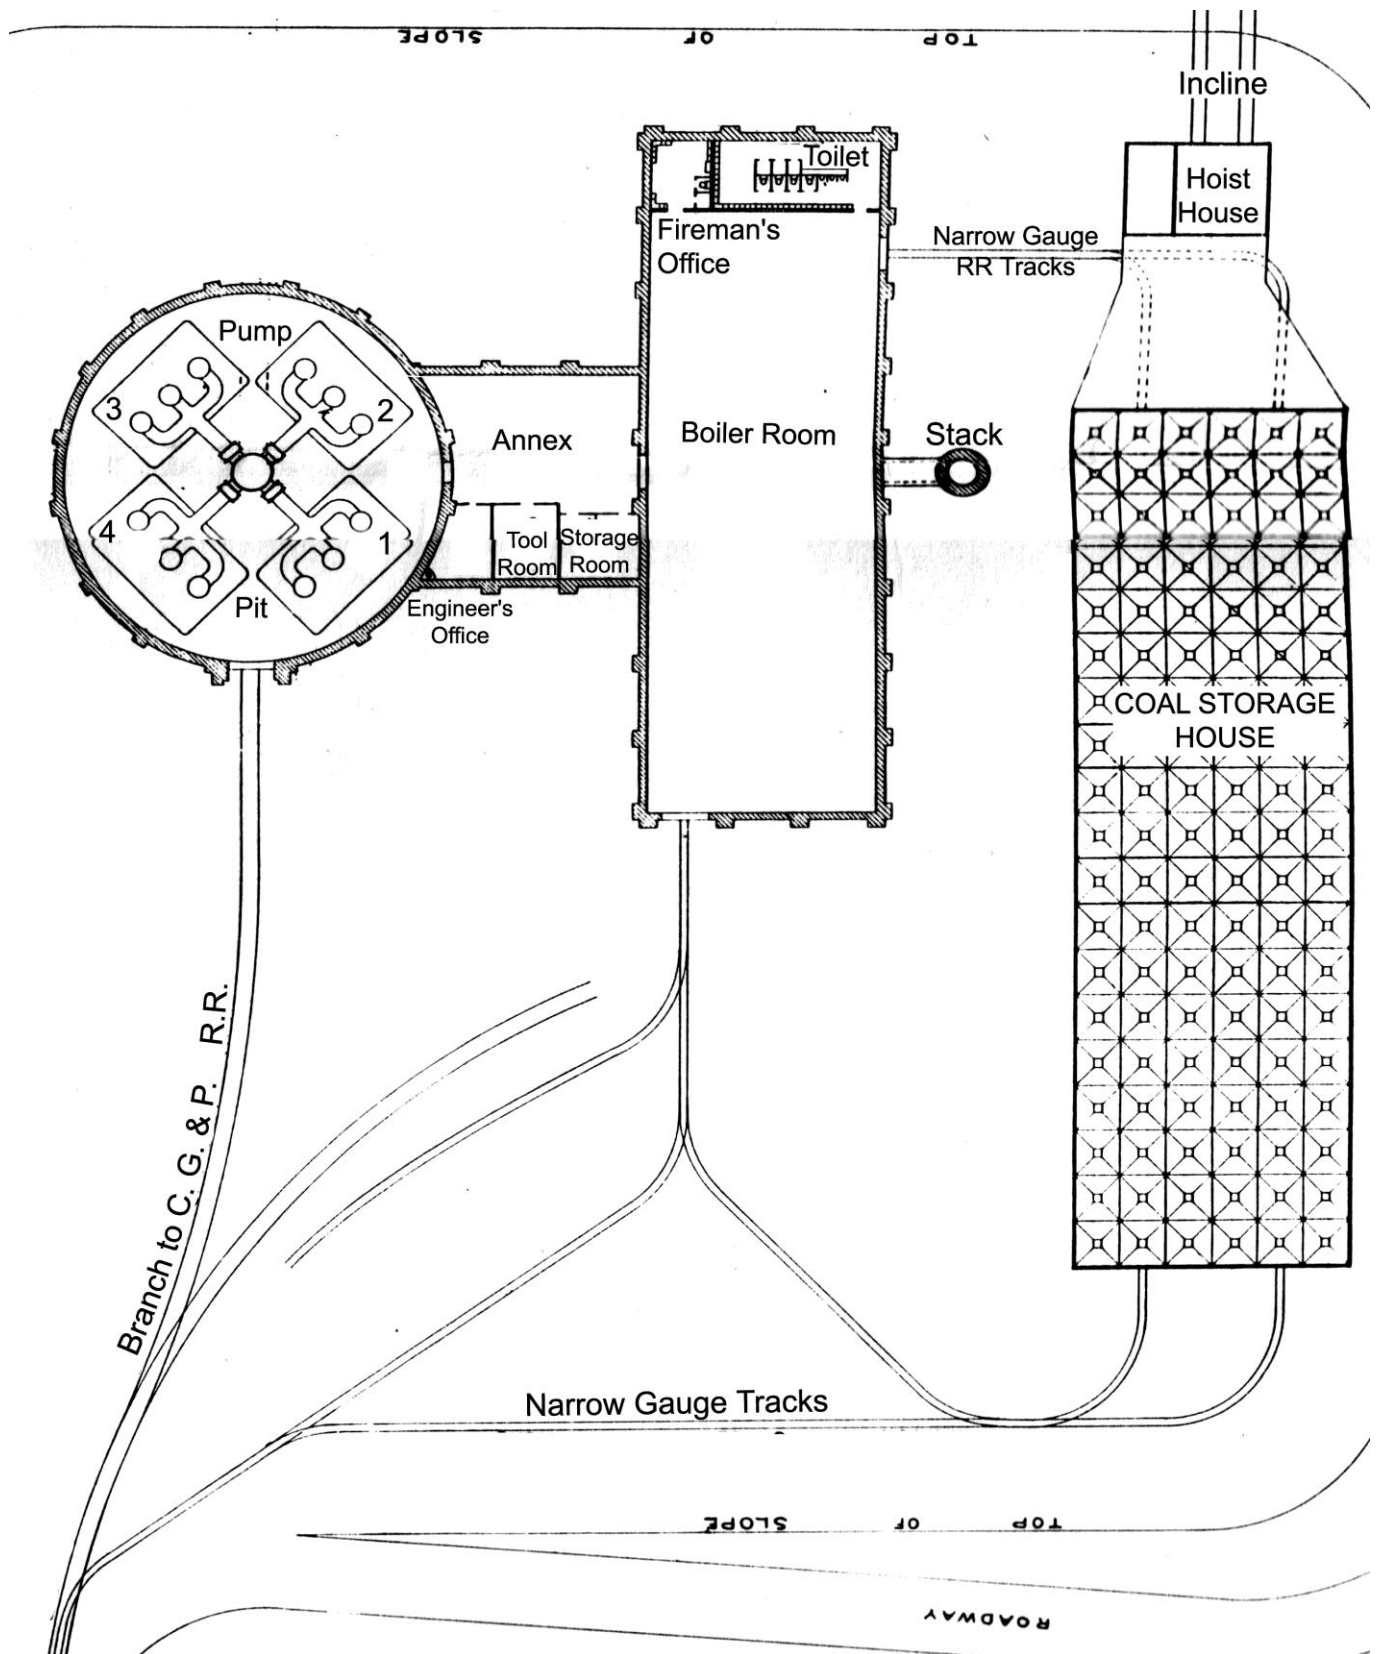 TOP OF SLOPE
Incline
Toilet
Hoist
House
Fireman's
Office
Narrow Gauge
RR Tracks
Pump
3
2
Annex
Boiler Room
Stack
4
1
Tool
Room
Storage
Room
Pit
Engineer's
Office
COAL STORAGE
HOUSE
Branch to C. G. & P. R.R.
Narrow Gauge Tracks
TOP OF SLOPE
ROADWAY